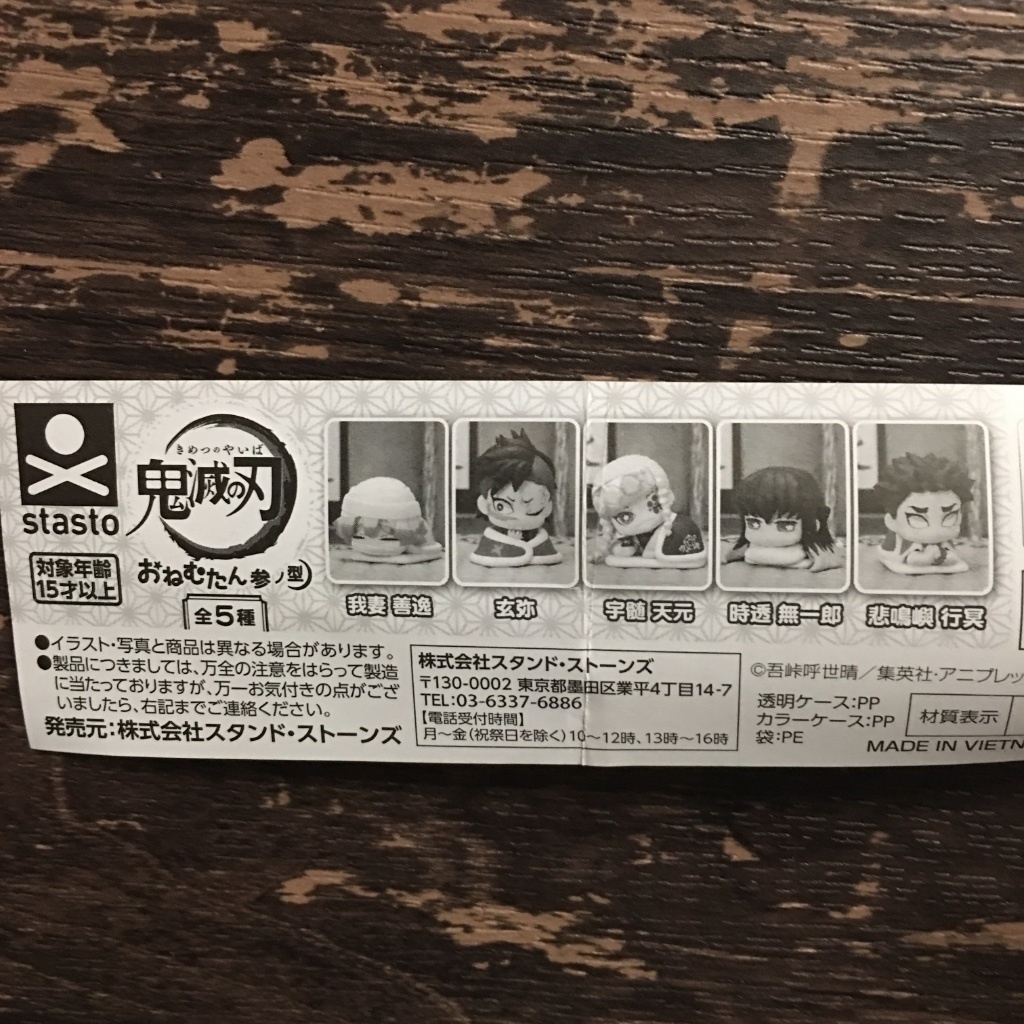 stasto
対象年齢
15才以上
きめつのやいば
鬼滅の刃
おねむたん 参ノ型
全5種
我妻 善逸
玄弥
宇髄 天元
時透 無一郎
悲鳴嶼 行冥
●イラスト・写真と商品は異なる場合があります。
●製品につきましては、万全の注意をはらって製造
に当たっておりますが、万一お気付きの点がござ
いましたら、右記までご連絡ください。
発売元：株式会社スタンド・ストーンズ
株式会社スタンド・ストーンズ
〒130-0002 東京都墨田区業平4丁目14-7
TEL:03-6337-6886
【電話受付時間】
月〜金(祝祭日を除く)10〜12時、13時〜16時
©吾峠呼世晴／集英社・アニプレッ
透明ケース：PP
カラーケース：PP
袋：PE
材質表示
MADE IN VIETN